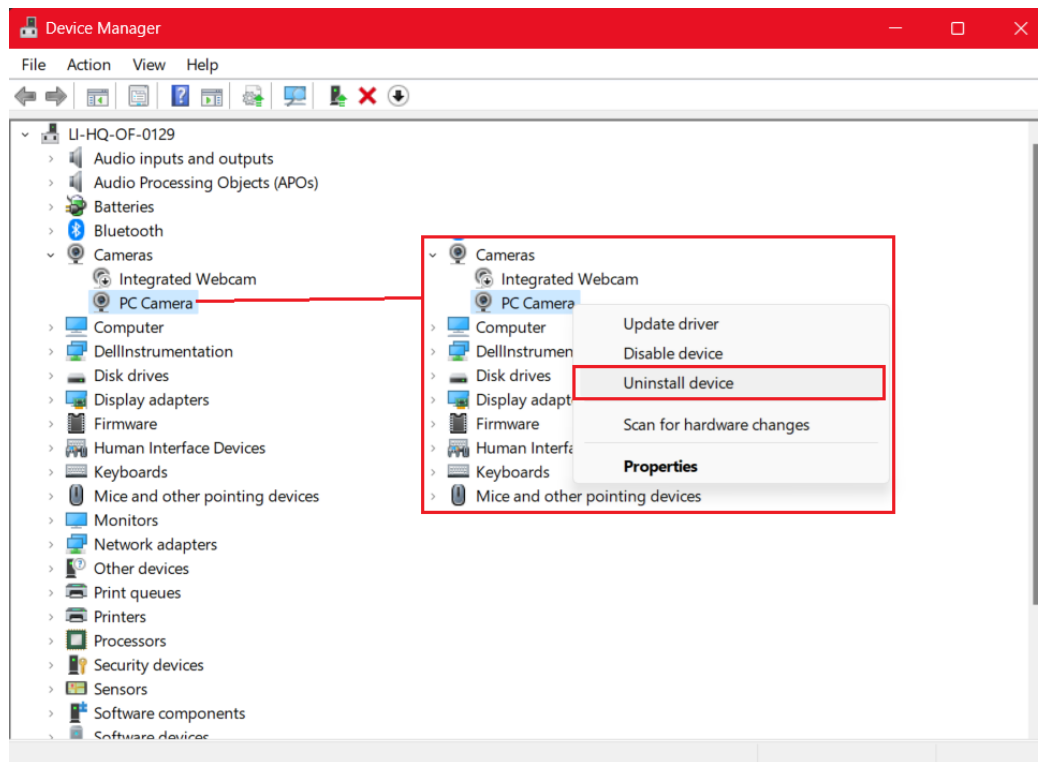 Device Manager
File Action View Help
LI-HQ-OF-0129
Audio inputs and outputs
Audio Processing Objects (APOs)
Batteries
Bluetooth
Cameras
Integrated Webcam
PC Camera
Computer
DellInstrumentation
Disk drives
Display adapters
Firmware
Human Interface Devices
Keyboards
Mice and other pointing devices
Monitors
Network adapters
Other devices
Print queues
Printers
Processors
Security devices
Sensors
Software components
Software devices
Cameras
Integrated Webcam
PC Camera
Computer
DellInstrumen
Disk drives
Display adapt
Firmware
Human Interfa
Keyboards
Mice and other pointing devices
Update driver
Disable device
Uninstall device
Scan for hardware changes
Properties